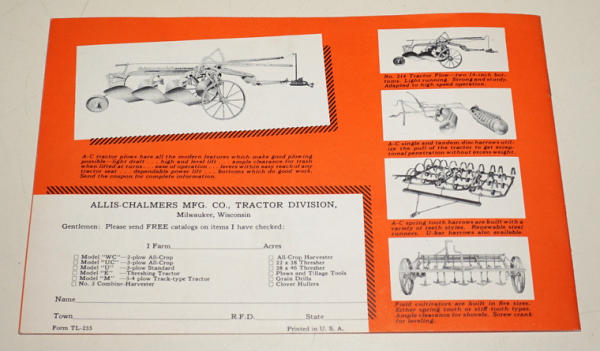 A-C tractor plows have all the modern features which make good plowing
possible—light draft . . . high and level lift . . . ample clearance for trash
when lifted at turns . . . ease of operation . . . levers within easy reach of any
tractor seat . . . dependable power lift . . . bottoms which do good work.
Send the coupon for complete information.
ALLIS-CHALMERS MFG. CO., TRACTOR DIVISION,
Milwaukee, Wisconsin
Gentlemen: Please send FREE catalogs on items I have checked:
I Farm Acres
Model "WC"—2-plow All-Crop
Model "UC"—3-plow All-Crop
Model "U"—3-plow Standard
Model "E"—Threshing Tractor
Model "M"—3-4 plow Track-type Tractor
No. 3 Combine-Harvester
All-Crop Harvester
22 x 38 Thresher
28 x 46 Thresher
Plows and Tillage Tools
Grain Drills
Clover Hullers
Name
Town R.F.D. State
Form TL-235 Printed in U. S. A.
No. 214 Tractor Plow—two 14-inch bot-
toms. Light running. Strong and sturdy.
Adapted to high speed operation.
A-C single and tandem disc harrows util-
ize the pull of the tractor to get excep-
tional penetration without excess weight.
A-C spring tooth harrows are built with a
variety of teeth styles. Renewable steel
runners. U-bar harrows also available.
Field cultivators are built in five sizes.
Either spring tooth or stiff tooth types.
Ample clearance for shovels. Screw crank
for leveling.